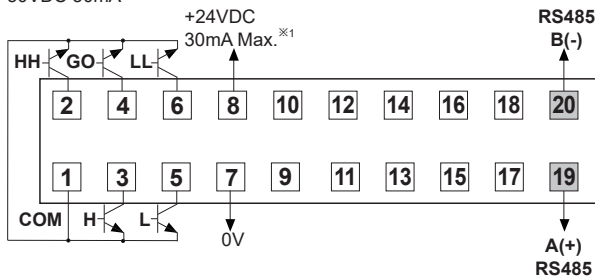 +24VDC
30mA Max.※1
RS485
B(-)
HH GO LL
2 4 6 8 10 12 14 16 18 20
1 3 5 7 9 11 13 15 17 19
COM H L
0V
A(+)
RS485